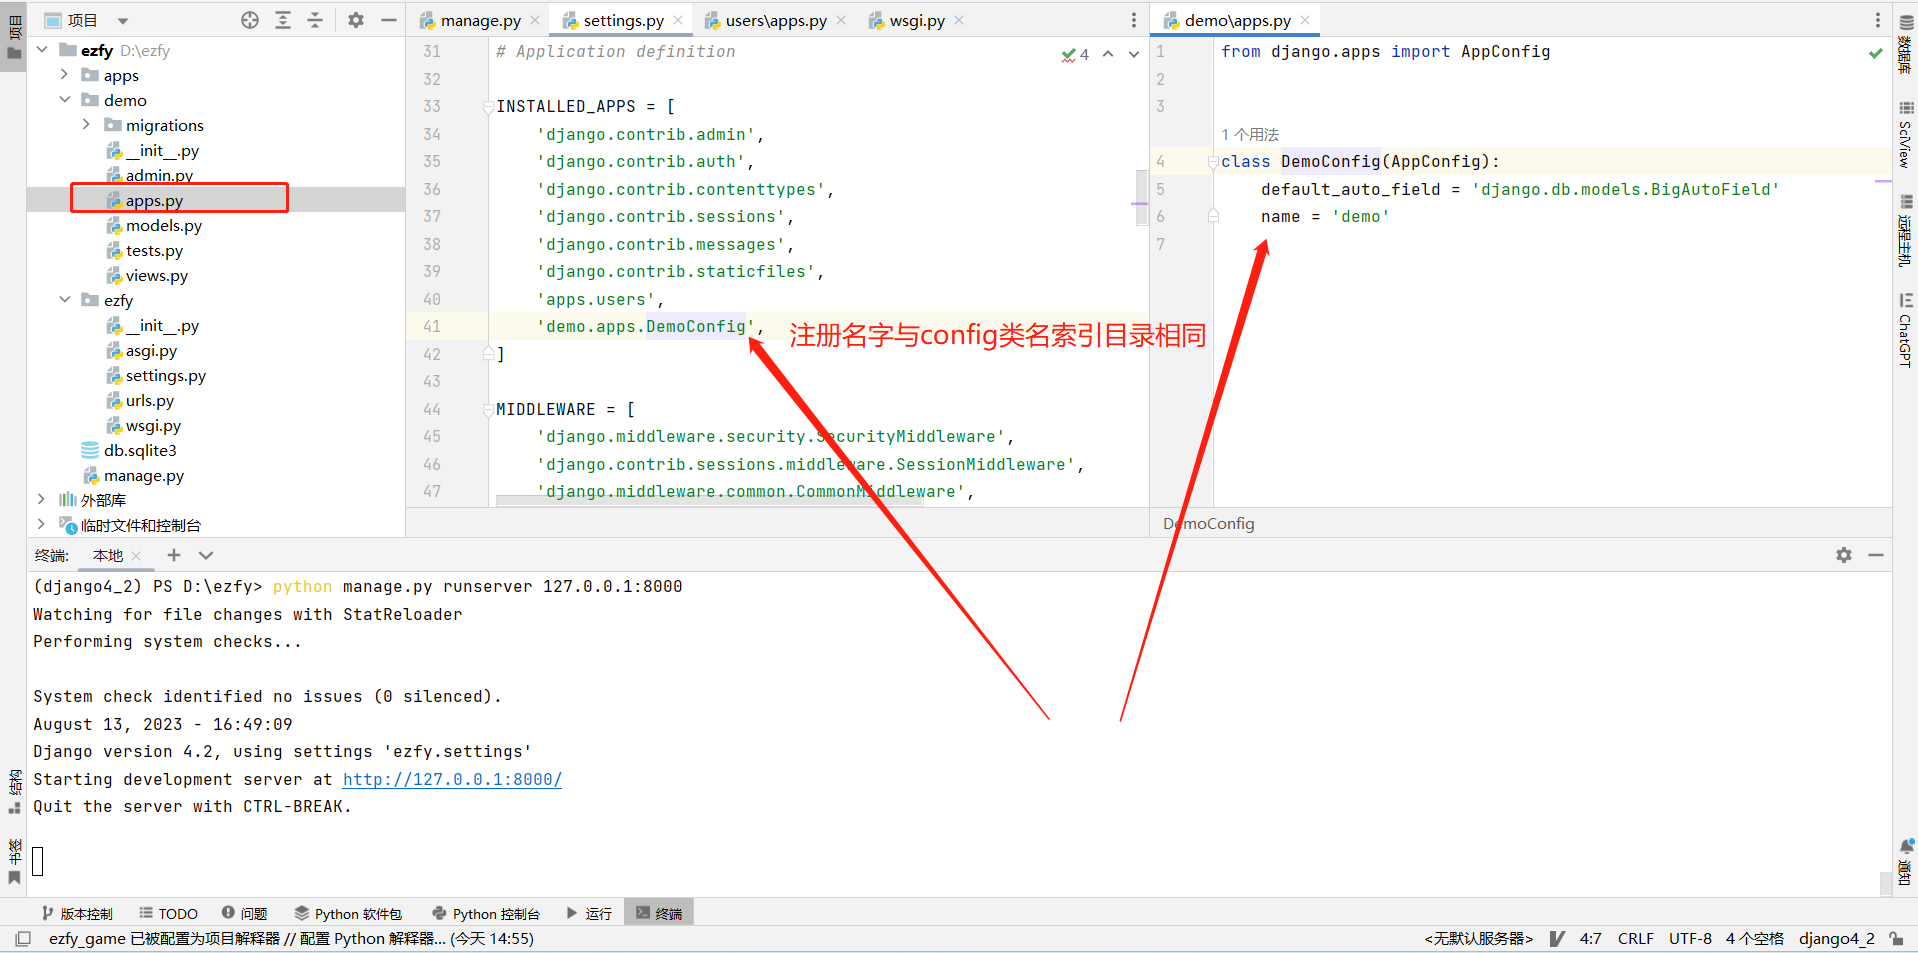 项目
manage.py
settings.py
users\apps.py
wsgi.py
demo\apps.py
项目
数据库
SciView
远程主机
ChatGPT
通知
结构
书签
ezfy D:\ezfy
apps
demo
migrations
__init__.py
admin.py
apps.py
models.py
tests.py
views.py
ezfy
__init__.py
asgi.py
settings.py
urls.py
wsgi.py
db.sqlite3
manage.py
外部库
临时文件和控制台
4
31 # Application definition
32
33 INSTALLED_APPS = [
34 'django.contrib.admin',
35 'django.contrib.auth',
36 'django.contrib.contenttypes',
37 'django.contrib.sessions',
38 'django.contrib.messages',
39 'django.contrib.staticfiles',
40 'apps.users',
41 'demo.apps.DemoConfig',
42 ]
43
44 MIDDLEWARE = [
45 'django.middleware.security.SecurityMiddleware',
46 'django.contrib.sessions.middleware.SessionMiddleware',
47 'django.middleware.common.CommonMiddleware',
注册名字与config类名索引目录相同
1 from django.apps import AppConfig
2
3
1 个用法
4 class DemoConfig(AppConfig):
5 default_auto_field = 'django.db.models.BigAutoField'
6 name = 'demo'
7
DemoConfig
终端: 本地
(django4_2) PS D:\ezfy> python manage.py runserver 127.0.0.1:8000
Watching for file changes with StatReloader
Performing system checks...
System check identified no issues (0 silenced).
August 13, 2023 - 16:49:09
Django version 4.2, using settings 'ezfy.settings'
Starting development server at http://127.0.0.1:8000/
Quit the server with CTRL-BREAK.
版本控制 TODO 问题 Python 软件包 Python 控制台 运行 终端
ezfy_game 已被配置为项目解释器 // 配置 Python 解释器... (今天 14:55) <无默认服务器> 4:7 CRLF UTF-8 4 个空格 django4_2